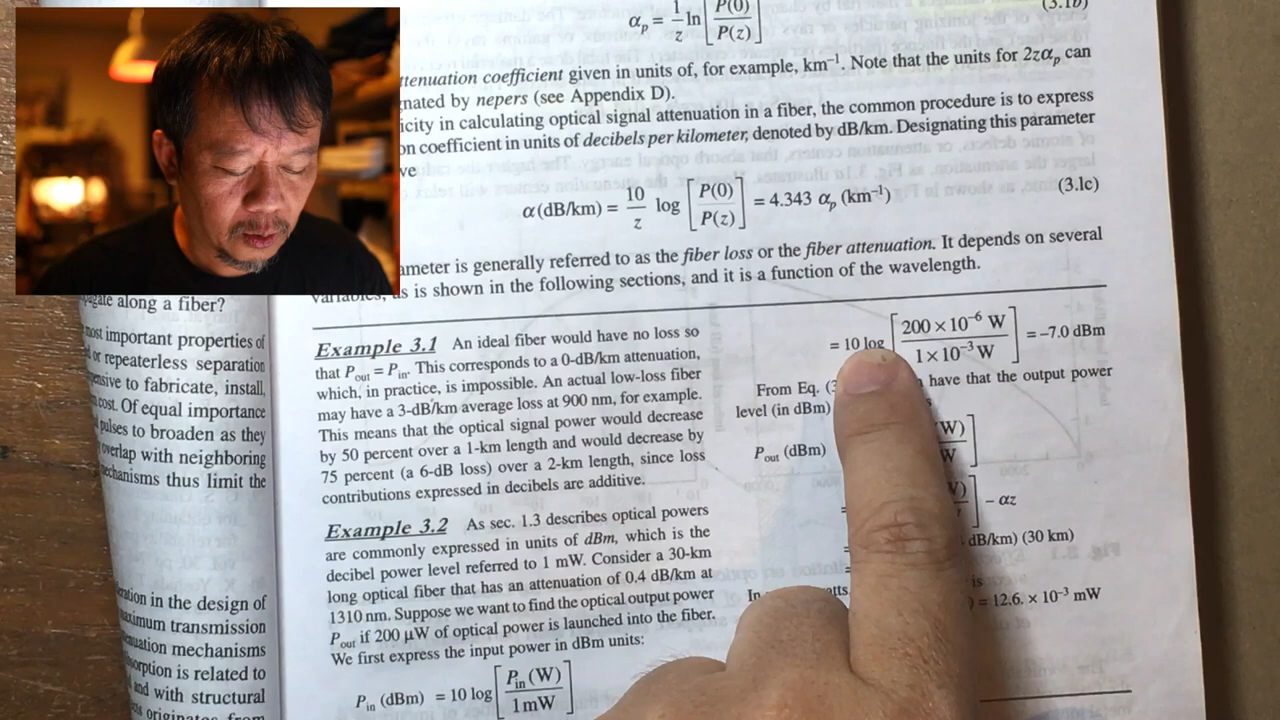 α_p = 1/z ln [P(0)/P(z)] (3.1b)
ttenuation coefficient given in units of, for example, km⁻¹. Note that the units for 2zα_p can
nated by nepers (see Appendix D).
icity in calculating optical signal attenuation in a fiber, the common procedure is to express
on coefficient in units of decibels per kilometer, denoted by dB/km. Designating this parameter
ve
α(dB/km) = 10/z log [P(0)/P(z)] = 4.343 α_p (km⁻¹) (3.1c)
ameter is generally referred to as the fiber loss or the fiber attenuation. It depends on several
variables, as is shown in the following sections, and it is a function of the wavelength.
pagate along a fiber?
most important properties of
d or repeaterless separation
ensive to fabricate, install,
cost. Of equal importance
pulses to broaden as they
overlap with neighboring
echanisms thus limit the
eration in the design of
aximum transmission
nuation mechanisms
sorption is related to
and with structural
originates from
Example 3.1 An ideal fiber would have no loss so
that P_out = P_in. This corresponds to a 0-dB/km attenuation,
which, in practice, is impossible. An actual low-loss fiber
may have a 3-dB/km average loss at 900 nm, for example.
This means that the optical signal power would decrease
by 50 percent over a 1-km length and would decrease by
75 percent (a 6-dB loss) over a 2-km length, since loss
contributions expressed in decibels are additive.
Example 3.2 As sec. 1.3 describes optical powers
are commonly expressed in units of dBm, which is the
decibel power level referred to 1 mW. Consider a 30-km
long optical fiber that has an attenuation of 0.4 dB/km at
1310 nm. Suppose we want to find the optical output power
P_out if 200 μW of optical power is launched into the fiber.
We first express the input power in dBm units:
P_in (dBm) = 10 log [P_in (W)/1 mW]
= 10 log [200 × 10⁻⁶ W/1 × 10⁻³ W] = –7.0 dBm
From Eq. (3 have that the output power
level (in dBm)
P_out (dBm) W) W
W) – αz
dB/km) (30 km)
In atts, is
) = 12.6. × 10⁻³ mW